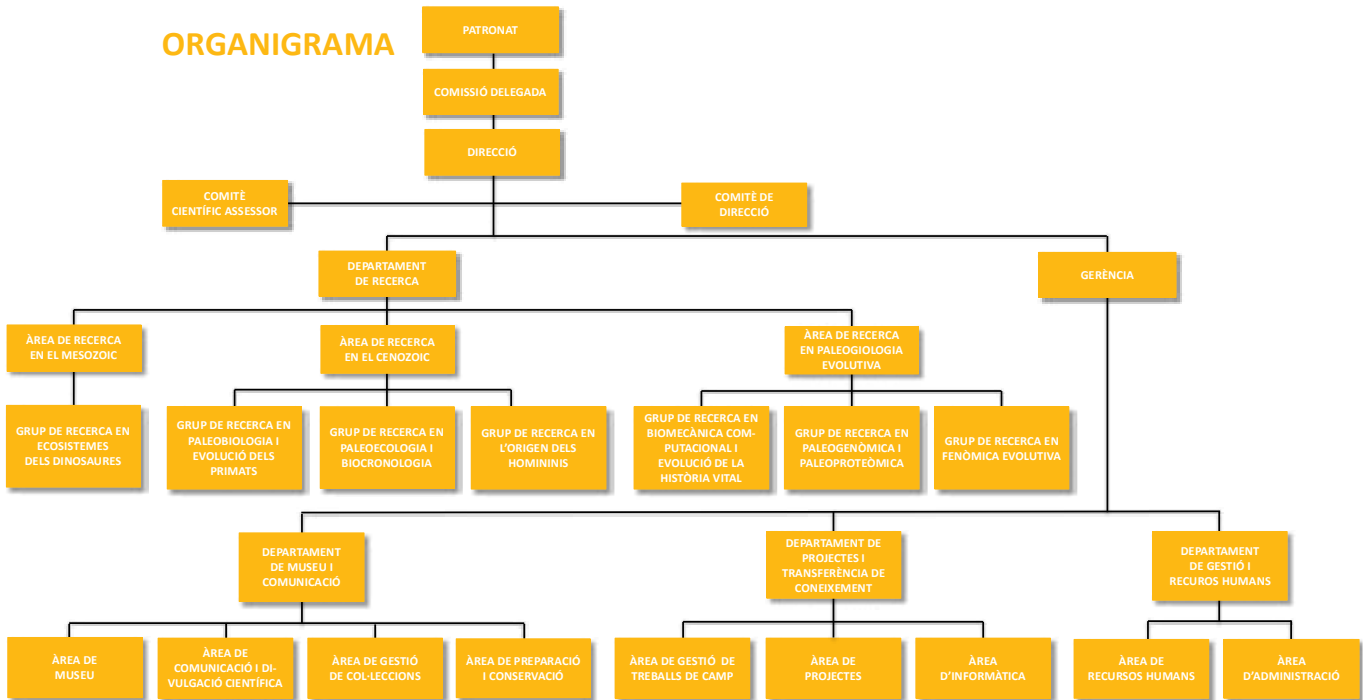 ORGANIGRAMA
PATRONAT
COMISSIÓ DELEGADA
DIRECCIÓ
COMITÈ
CIENTÍFIC ASSESSOR
COMITÈ DE
DIRECCIÓ
DEPARTAMENT
DE RECERCA
GERÈNCIA
ÀREA DE RECERCA
EN EL MESOZOIC
ÀREA DE RECERCA
EN EL CENOZOIC
ÀREA DE RECERCA
EN PALEOGIOLOGIA
EVOLUTIVA
GRUP DE RECERCA EN
ECOSISTEMES
DELS DINOSAURES
GRUP DE RECERCA EN
PALEOBIOLOGIA I
EVOLUCIÓ DELS
PRIMATS
GRUP DE RECERCA EN
PALEOECOLOGIA I
BIOCRONOLOGIA
GRUP DE RECERCA EN
L'ORIGEN DELS
HOMININIS
GRUP DE RECERCA EN
BIOMECÀNICA COM-
PUTACIONAL I
EVOLUCIÓ DE LA
HISTÒRIA VITAL
GRUP DE RECERCA EN
PALEOGENÒMICA I
PALEOPROTEÒMICA
GRUP DE RECERCA EN
FENÒMICA EVOLUTIVA
DEPARTAMENT
DE MUSEU I
COMUNICACIÓ
DEPARTAMENT DE
PROJECTES I
TRANSFERÈNCIA DE
CONEIXEMENT
DEPARTAMENT
DE GESTIÓ I
RECUROS HUMANS
ÀREA DE
MUSEU
ÀREA DE
COMUNICACIÓ I DI-
VULGACIÓ CIENTÍFICA
ÀREA DE GESTIÓ
DE COL·LECCIONS
ÀREA DE PREPARACIÓ
I CONSERVACIÓ
ÀREA DE GESTIÓ DE
TREBALLS DE CAMP
ÀREA DE
PROJECTES
ÀREA
D'INFORMÀTICA
ÀREA DE
RECURSOS HUMANS
ÀREA
D'ADMINISTRACIÓ